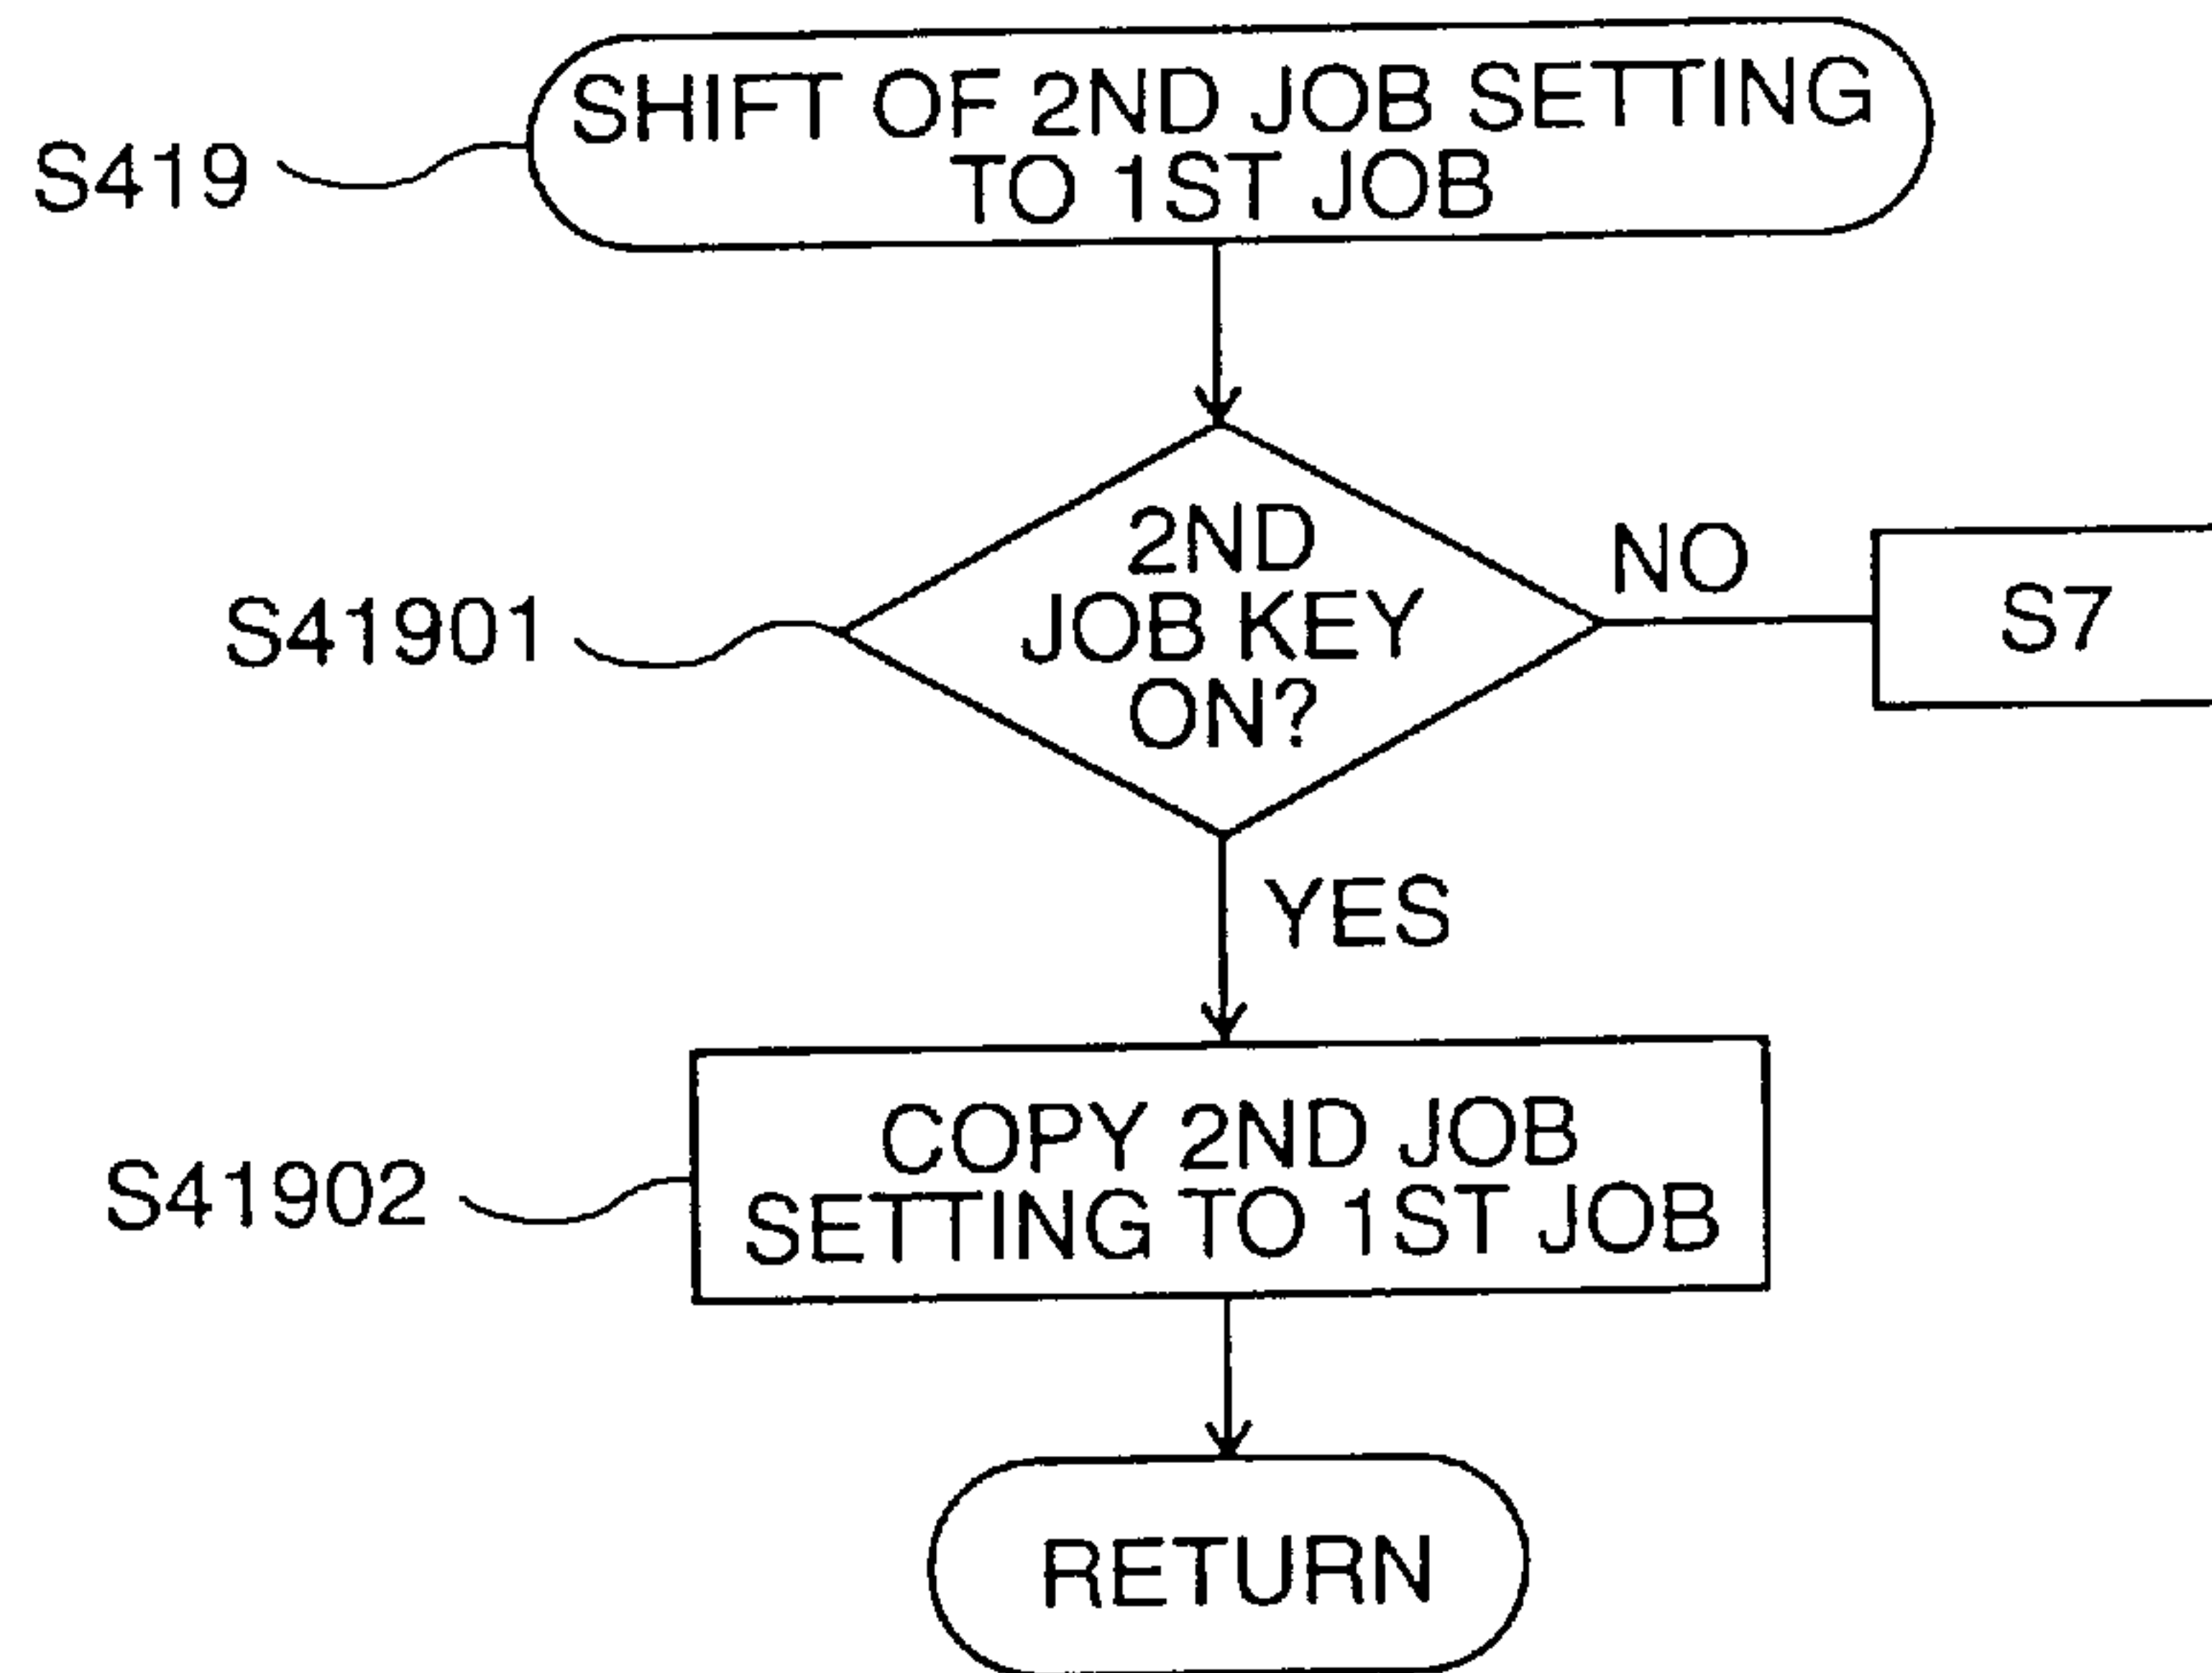 SHIFT OF 2ND JOB SETTING
TO 1ST JOB
S419
2ND
JOB KEY
ON?
NO
S7
S41901
YES
COPY 2ND JOB
SETTING TO 1ST JOB
S41902
RETURN